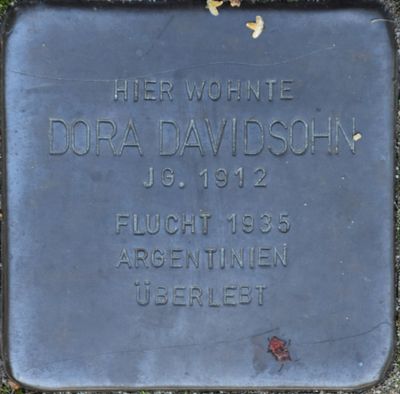 HIER WOHNTE
DORA DAVIDSOHN
JG. 1912
FLUCHT 1935
ARGENTINIEN
ÜBERLEBT